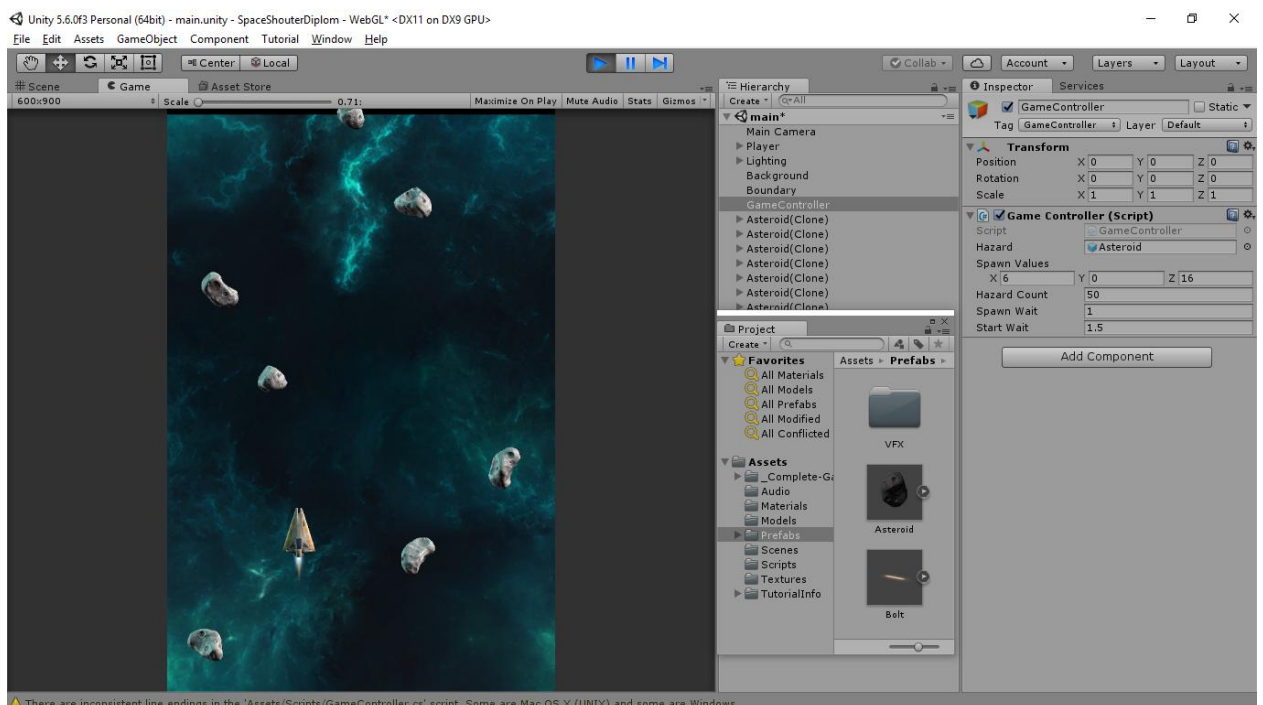 Unity 5.6.0f3 Personal (64bit) - main.unity - SpaceShouterDiplom - WebGL* <DX11 on DX9 GPU>
File Edit Assets GameObject Component Tutorial Window Help
Center Local Collab Account Layers Layout
Scene Game Asset Store
600x900 Scale 0.71: Maximize On Play Mute Audio Stats Gizmos
Hierarchy
Create All
main*
Main Camera
Player
Lighting
Background
Boundary
GameController
Asteroid(Clone)
Asteroid(Clone)
Asteroid(Clone)
Asteroid(Clone)
Asteroid(Clone)
Asteroid(Clone)
Asteroid(Clone)
Project
Create
Favorites
All Materials
All Models
All Prefabs
All Modified
All Conflicted
Assets
_Complete-Ga
Audio
Materials
Models
Prefabs
Scenes
Scripts
Textures
TutorialInfo
Assets Prefabs
VFX
Asteroid
Bolt
Inspector Services
GameController Static
Tag GameController Layer Default
Transform
Position X 0 Y 0 Z 0
Rotation X 0 Y 0 Z 0
Scale X 1 Y 1 Z 1
Game Controller (Script)
Script GameController
Hazard Asteroid
Spawn Values
X 6 Y 0 Z 16
Hazard Count 50
Spawn Wait 1
Start Wait 1.5
Add Component
There are inconsistent line endings in the 'Assets/Scripts/GameController.cs' script. Some are Mac OS X (UNIX) and some are Windows.